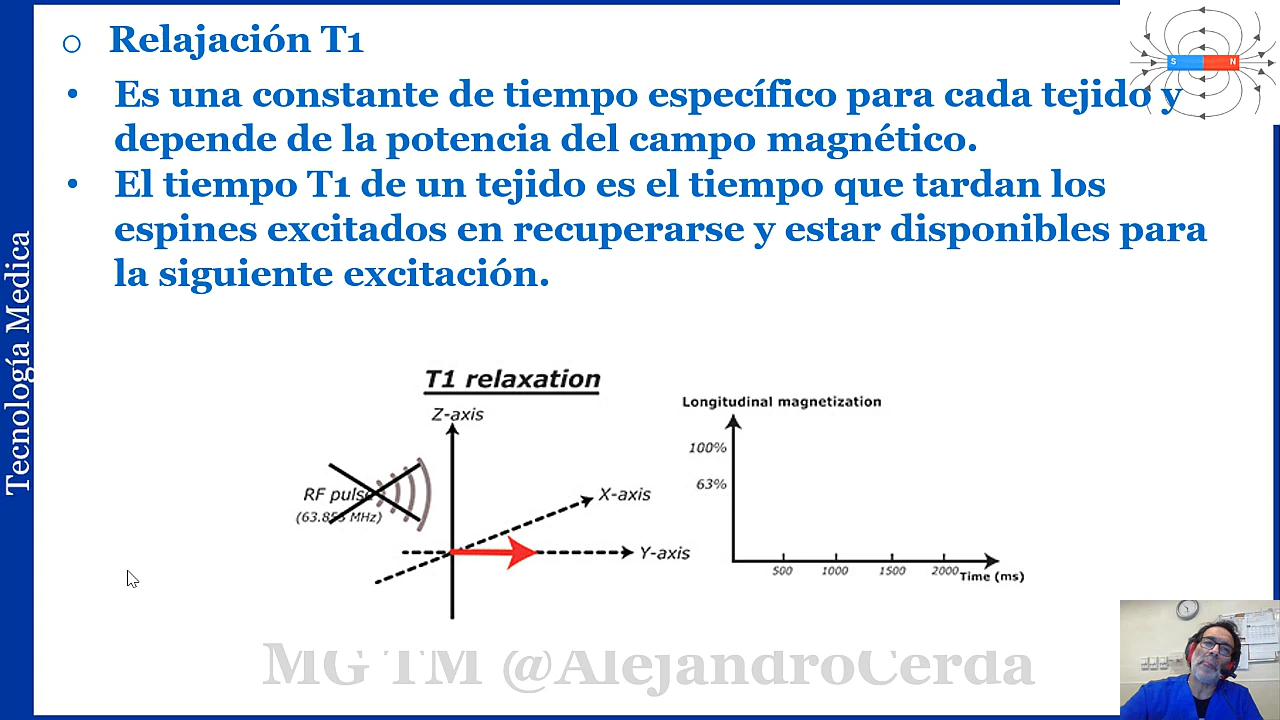 Relajación T1
Es una constante de tiempo específico para cada tejido y
depende de la potencia del campo magnético.
El tiempo T1 de un tejido es el tiempo que tardan los
espines excitados en recuperarse y estar disponibles para
la siguiente excitación.
S N
Tecnología Medica
T1 relaxation
Z-axis
RF pulse
(63.855 MHz)
X-axis
Y-axis
Longitudinal magnetization
100%
63%
500 1000 1500 2000
Time (ms)
MG TM @AlejandroCerda